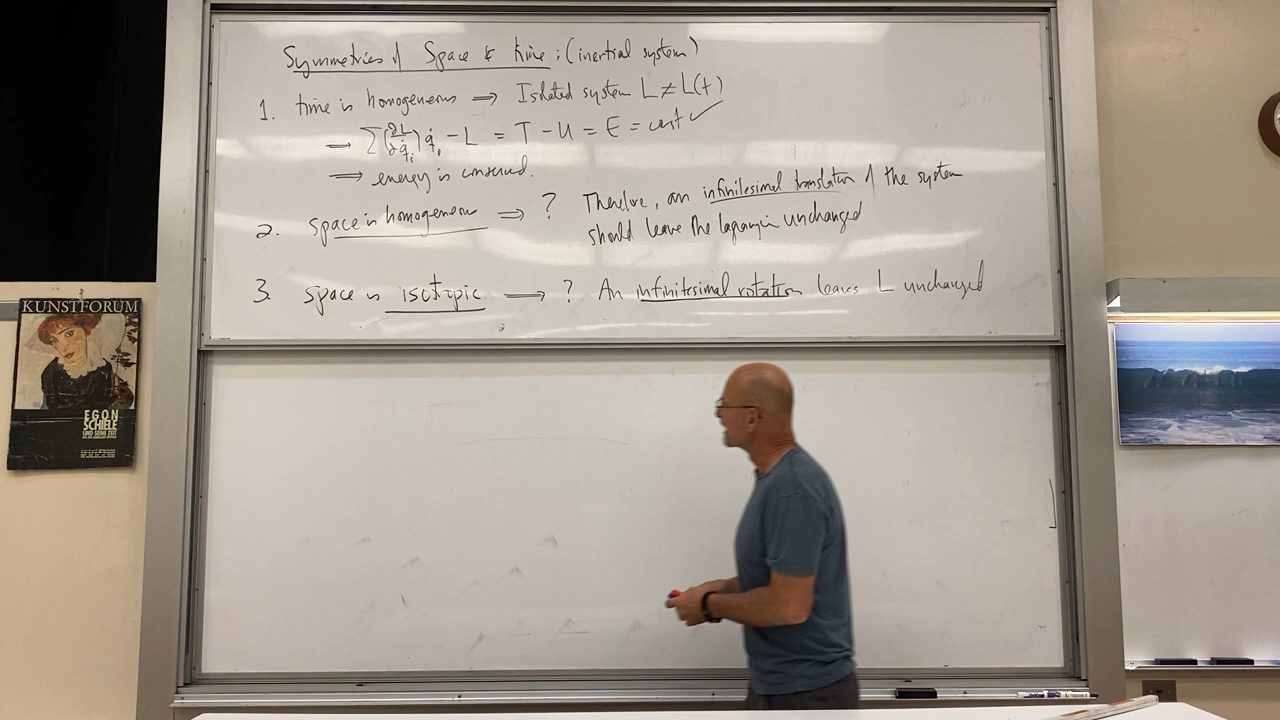 Symmetries of Space & time : (inertial system)
1. time is homogeneous ⟹ Isolated system L ≠ L(t)
⟹ ∑(∂L/∂q̇ᵢ) q̇ᵢ - L = T - U = E = const ✓
⟹ energy is conserved.
2. space is homogeneous ⟹ ? Therefore, an infinitesimal translation of the system
should leave the lagrangian unchanged
3. space is isotropic ⟹ ? An infinitesimal rotation leaves L unchanged
KUNSTFORUM
EGON
SCHIELE
UND SEINE ZEIT